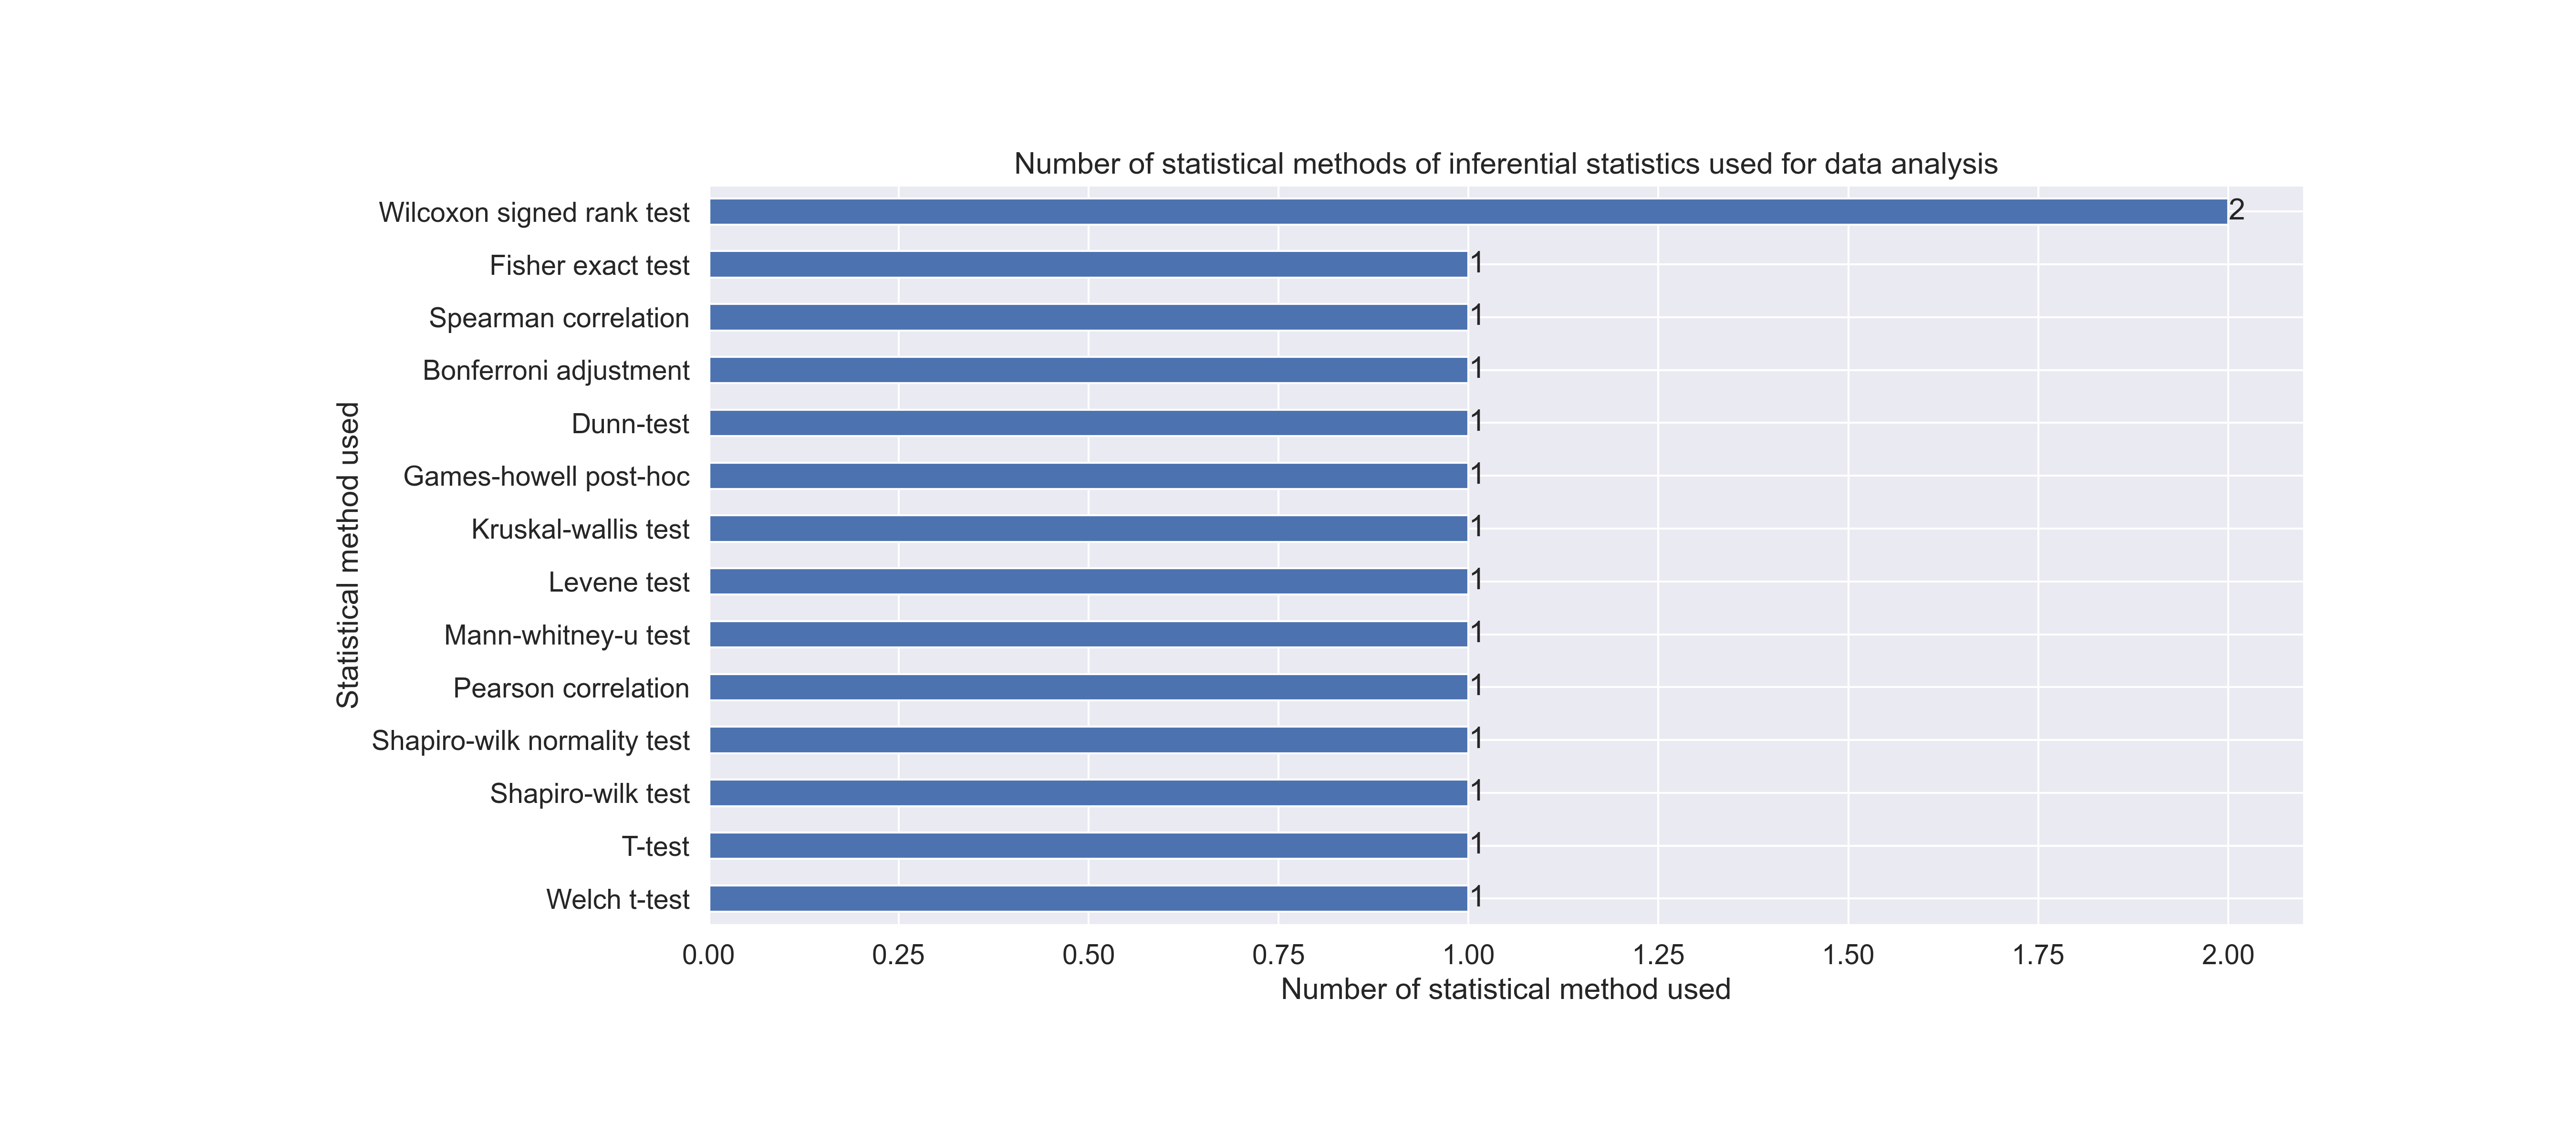 Number of statistical methods of inferential statistics used for data analysis
Statistical method used
Wilcoxon signed rank test 2
Fisher exact test 1
Spearman correlation 1
Bonferroni adjustment 1
Dunn-test 1
Games-howell post-hoc 1
Kruskal-wallis test 1
Levene test 1
Mann-whitney-u test 1
Pearson correlation 1
Shapiro-wilk normality test 1
Shapiro-wilk test 1
T-test 1
Welch t-test 1
0.00 0.25 0.50 0.75 1.00 1.25 1.50 1.75 2.00
Number of statistical method used